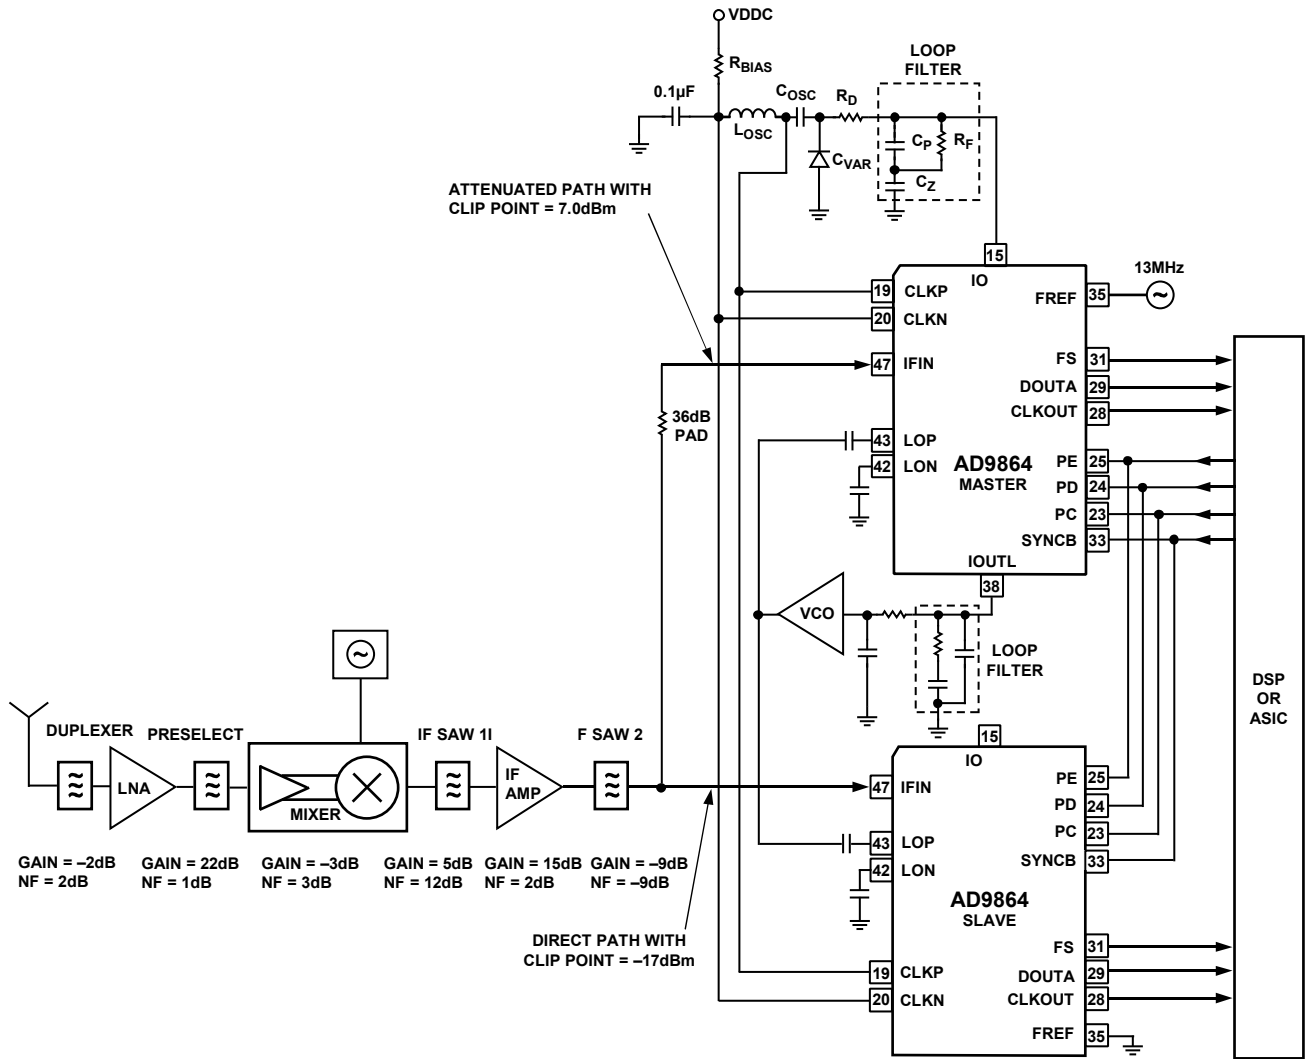 VDDC
RBIAS
0.1µF
LOSC
COSC
RD
CVAR
LOOP
FILTER
CP
RF
CZ
ATTENUATED PATH WITH
CLIP POINT = 7.0dBm
15
IO
19 CLKP
20 CLKN
47 IFIN
43 LOP
42 LON
AD9864
MASTER
13MHz
FREF 35
~
FS 31
DOUTA 29
CLKOUT 28
PE 25
PD 24
PC 23
SYNCB 33
IOUTL
38
36dB
PAD
VCO
LOOP
FILTER
DSP
OR
ASIC
~
DUPLEXER
PRESELECT
IF SAW 1I
F SAW 2
LNA
MIXER
IF
AMP
GAIN = –2dB
NF = 2dB
GAIN = 22dB
NF = 1dB
GAIN = –3dB
NF = 3dB
GAIN = 5dB
NF = 12dB
GAIN = 15dB
NF = 2dB
GAIN = –9dB
NF = –9dB
DIRECT PATH WITH
CLIP POINT = –17dBm
15
IO
47 IFIN
43 LOP
42 LON
AD9864
SLAVE
19 CLKP
20 CLKN
PE 25
PD 24
PC 23
SYNCB 33
FS 31
DOUTA 29
CLKOUT 28
FREF 35